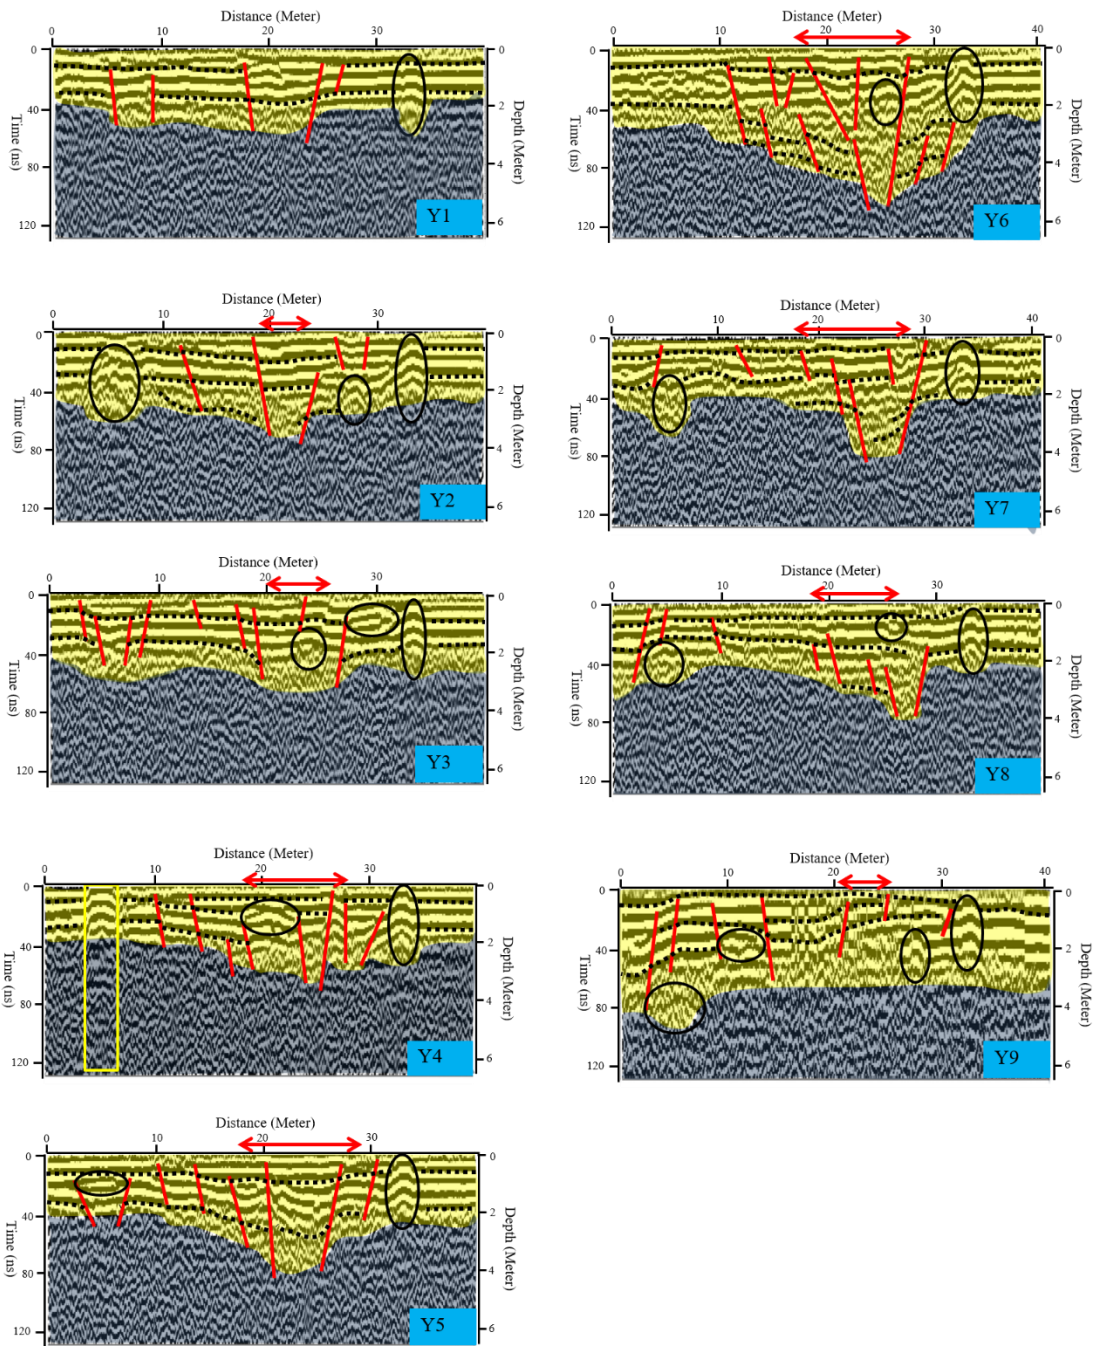 Distance (Meter)
0 10 20 30
0 40 80 120
Time (ns)
0 2 4 6
Depth (Meter)
Y1
Distance (Meter)
0 10 20 30 40
0 40 80 120
Time (ns)
0 2 4 6
Depth (Meter)
Y6
Distance (Meter)
0 10 30
0 40 80 120
Time (ns)
0 2 4 6
Depth (Meter)
Y2
Distance (Meter)
0 10 20 30 40
0 40 80 120
Time (ns)
0 2 4 6
Depth (Meter)
Y7
Distance (Meter)
0 10 20 30
0 40 80 120
Time (ns)
0 2 4 6
Depth (Meter)
Y3
Distance (Meter)
0 10 20 30
0 40 80 120
Time (ns)
0 2 4 6
Depth (Meter)
Y8
Distance (Meter)
0 10 20 30
0 40 80 120
Time (ns)
0 2 4 6
Depth (Meter)
Y4
Distance (Meter)
0 10 20 30 40
0 40 80 120
Time (ns)
0 2 4 6
Depth (Meter)
Y9
Distance (Meter)
0 10 20 30
0 40 80 120
Time (ns)
0 2 4 6
Depth (Meter)
Y5